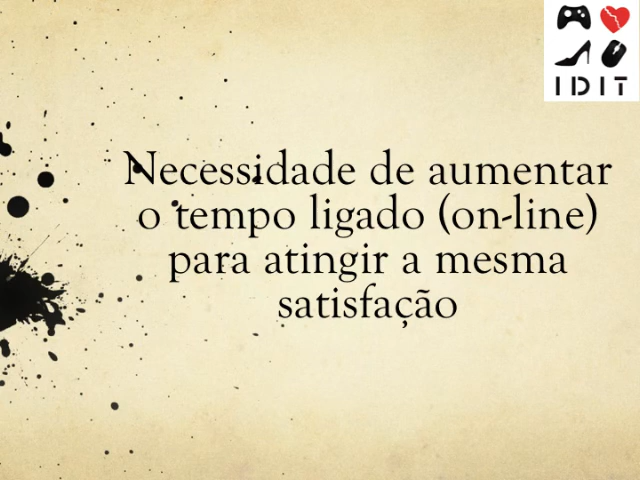 IDIT
Necessidade de aumentar
o tempo ligado (on-line)
para atingir a mesma
satisfação